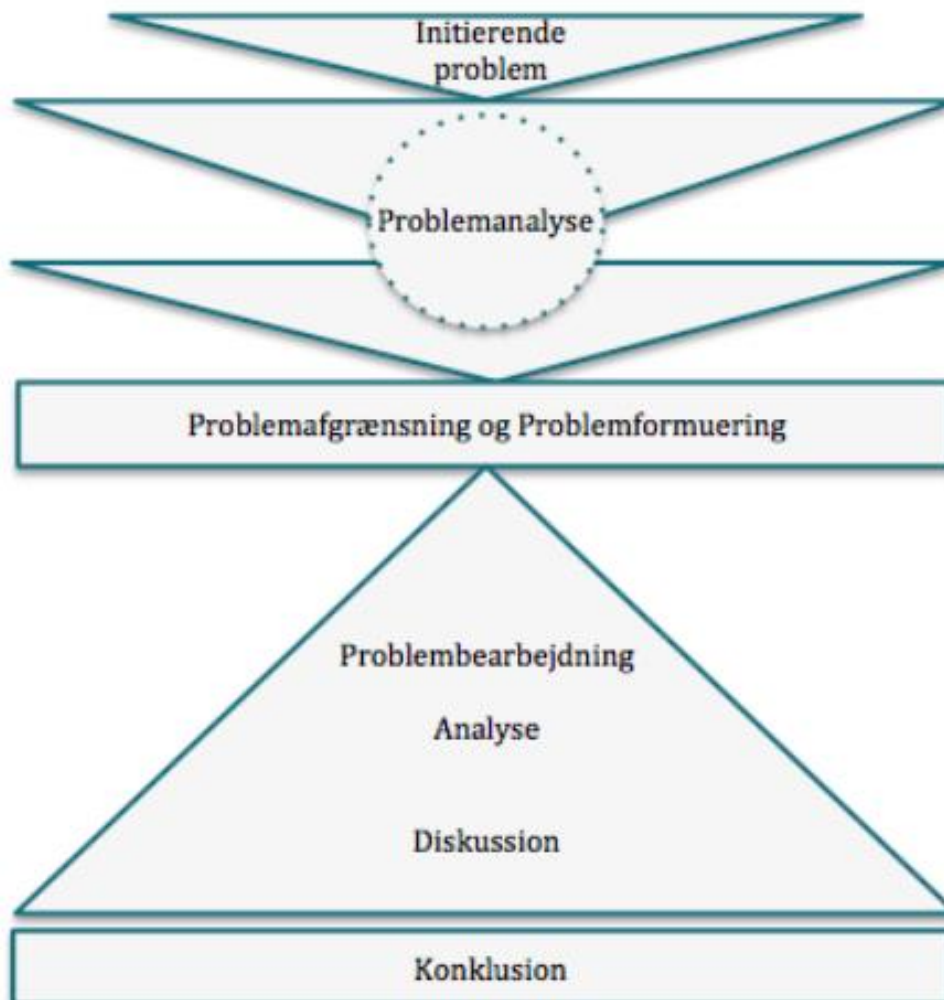 Initierende
problem
Problemanalyse
Problemafgrænsning og Problemformuering
Problembearbejdning
Analyse
Diskussion
Konklusion